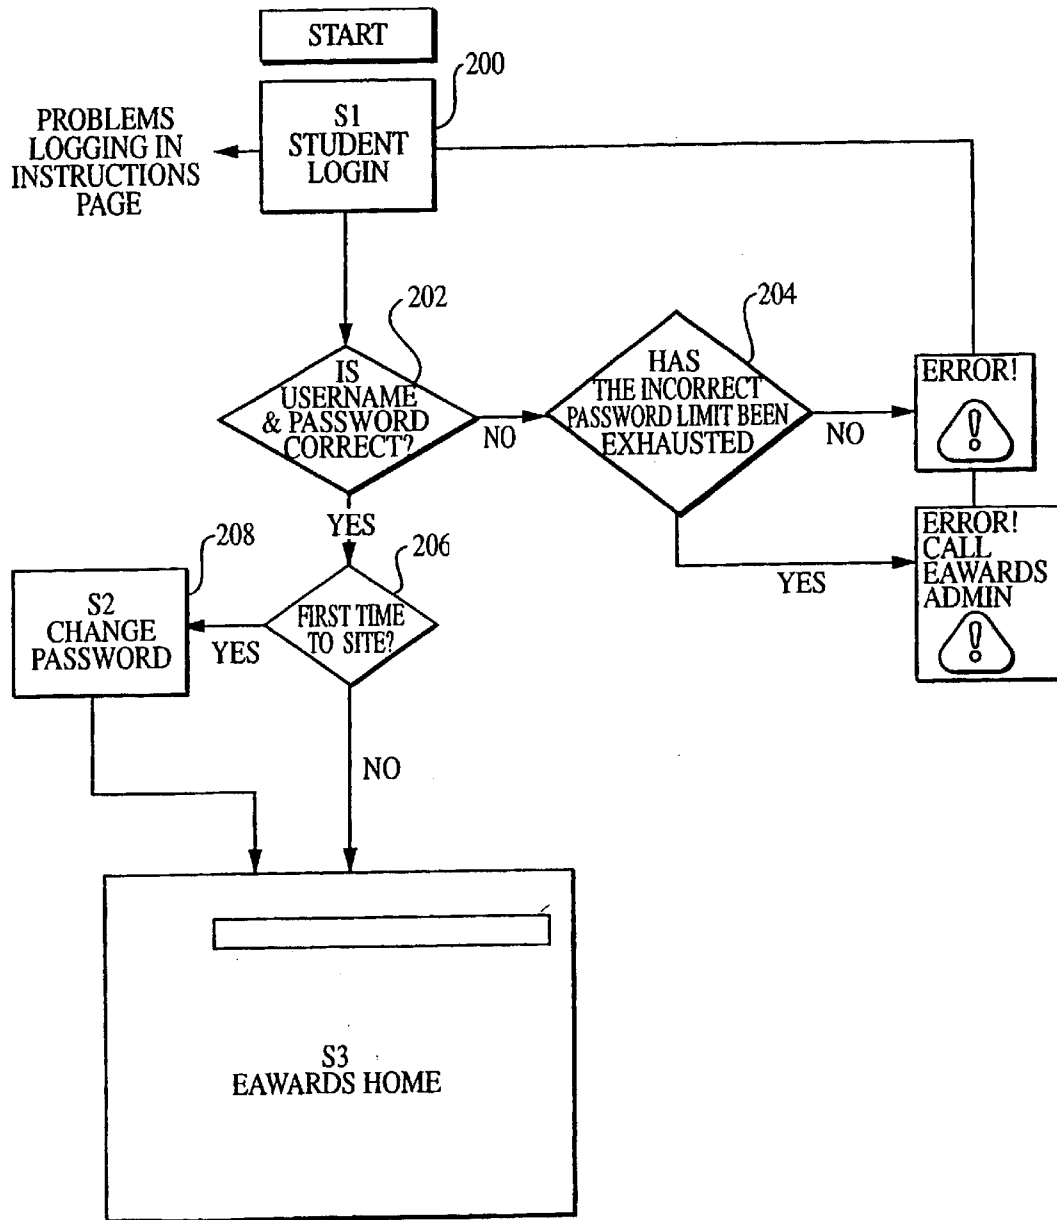 START
200
S1
STUDENT
LOGIN
PROBLEMS
LOGGING IN
INSTRUCTIONS
PAGE
202
IS
USERNAME
& PASSWORD
CORRECT?
NO
204
HAS
THE INCORRECT
PASSWORD LIMIT BEEN
EXHAUSTED
NO
ERROR!
!
YES
ERROR!
CALL
EAWARDS
ADMIN
!
YES
206
FIRST TIME
TO SITE?
YES
208
S2
CHANGE
PASSWORD
NO
S3
EAWARDS HOME